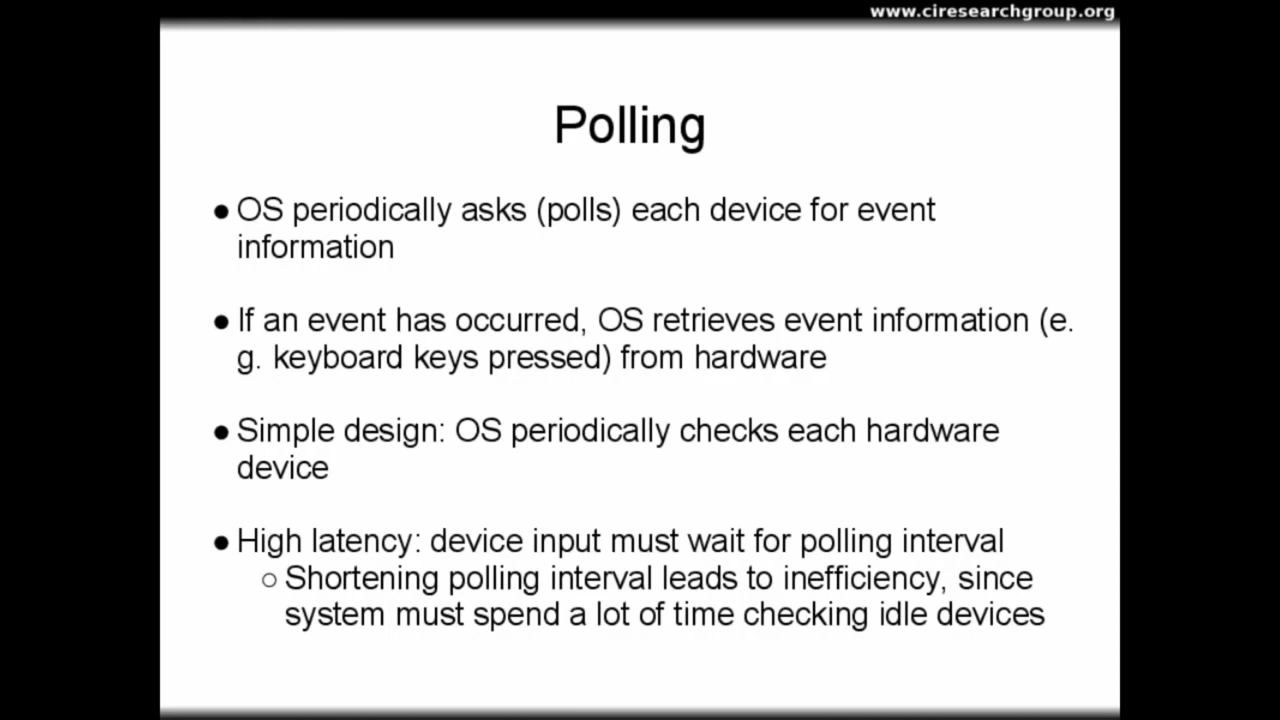 www.ciresearchgroup.org
Polling
● OS periodically asks (polls) each device for event
information
● If an event has occurred, OS retrieves event information (e.
g. keyboard keys pressed) from hardware
● Simple design: OS periodically checks each hardware
device
● High latency: device input must wait for polling interval
○ Shortening polling interval leads to inefficiency, since
system must spend a lot of time checking idle devices